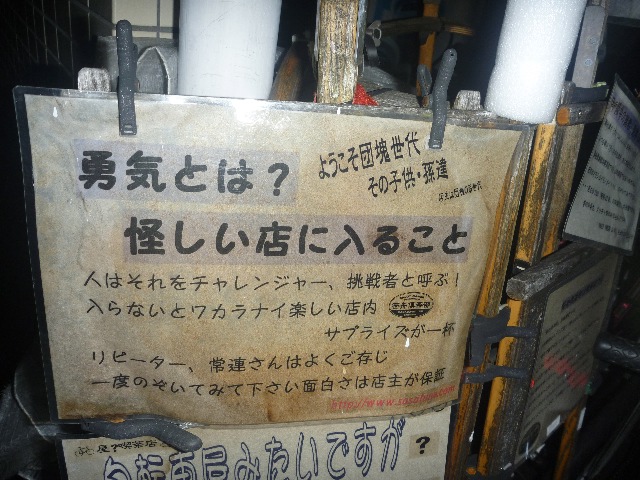 勇気とは？
ようこそ団塊世代
その子供・孫達
怪しい店に入ること
人はそれをチャレンジャー、挑戦者と呼ぶ！
入らないとワカラナイ楽しい店内
サプライズが一杯
リピーター、常連さんはよくご存じ
一度のぞいてみて下さい面白さは店主が保証
自転車屋みたいですが
?